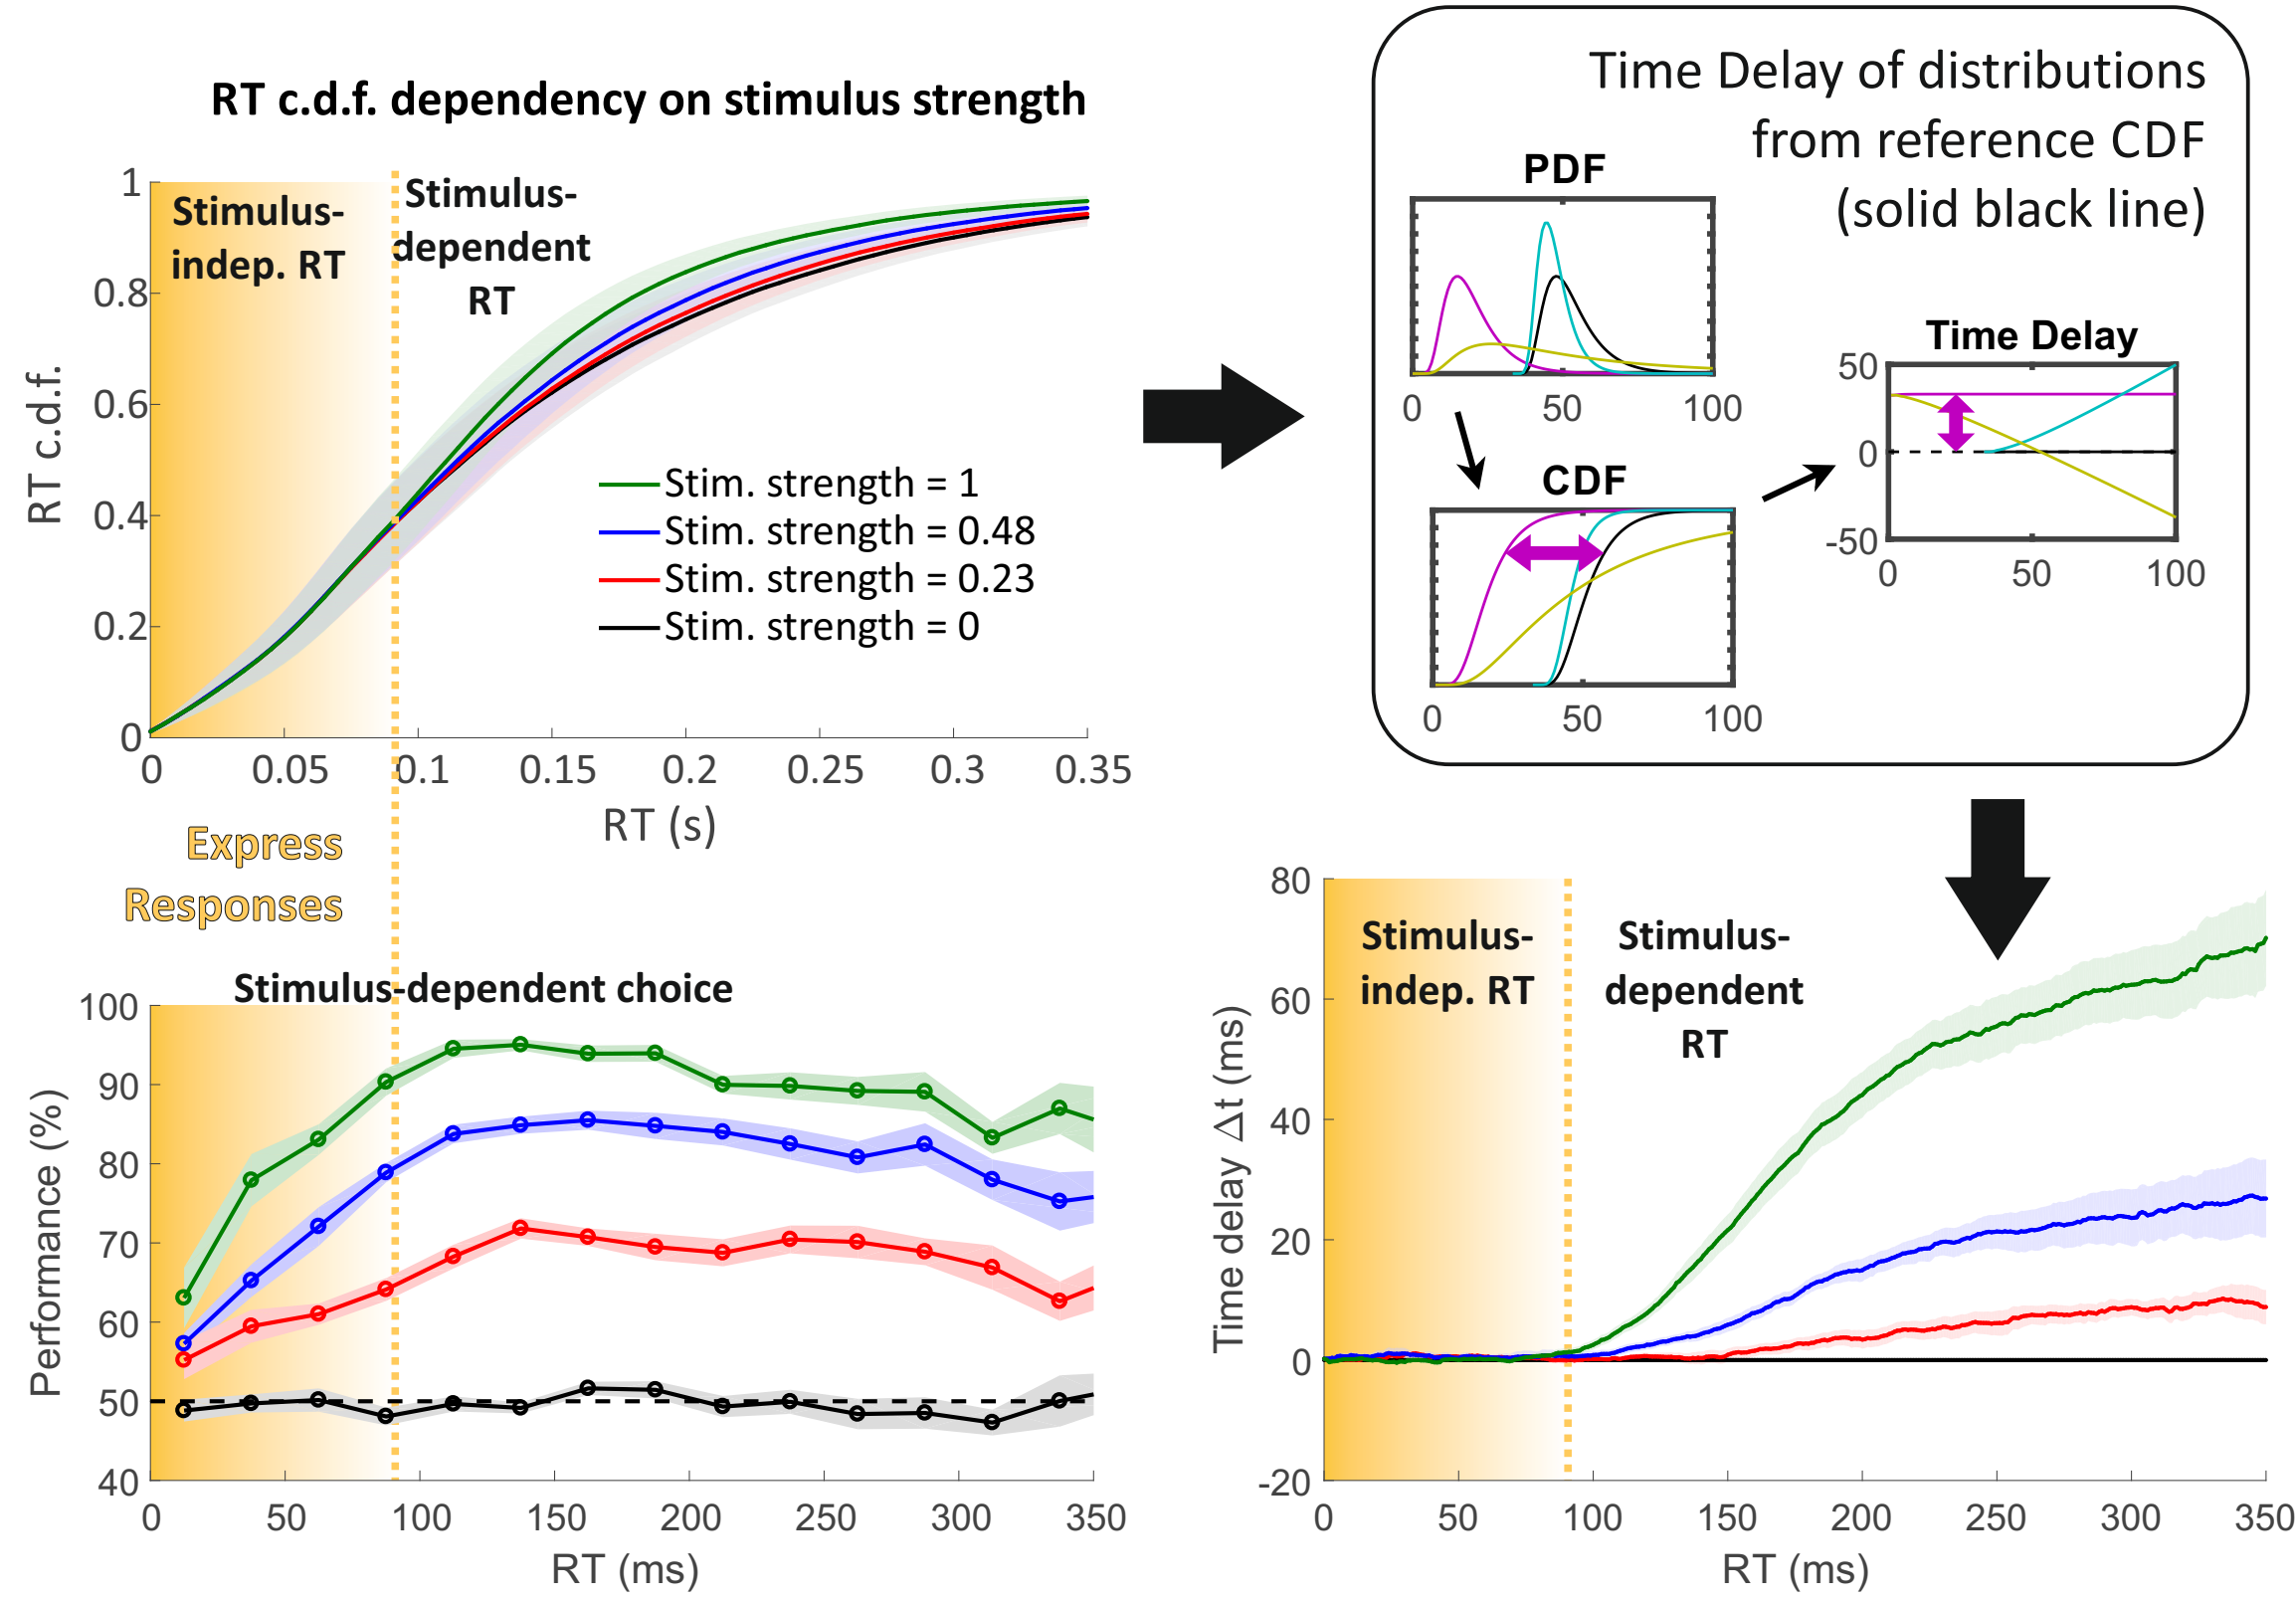 RT c.d.f. dependency on stimulus strength
1
0.8
0.6
0.4
0.2
0
RT c.d.f.
Stimulus-
indep. RT
Stimulus-
dependent
RT
Stim. strength = 1
Stim. strength = 0.48
Stim. strength = 0.23
Stim. strength = 0
0 0.05 0.1 0.15 0.2 0.25 0.3 0.35
RT (s)
Time Delay of distributions
from reference CDF
(solid black line)
PDF
0 50 100
CDF
0 50 100
Time Delay
50
0
-50
0 50 100
Express
Responses
Stimulus-dependent choice
100
90
80
70
60
50
40
Performance (%)
0 50 100 150 200 250 300 350
RT (ms)
80
60
40
20
0
-20
Time delay Δt (ms)
Stimulus-
indep. RT
Stimulus-
dependent
RT
0 50 100 150 200 250 300 350
RT (ms)